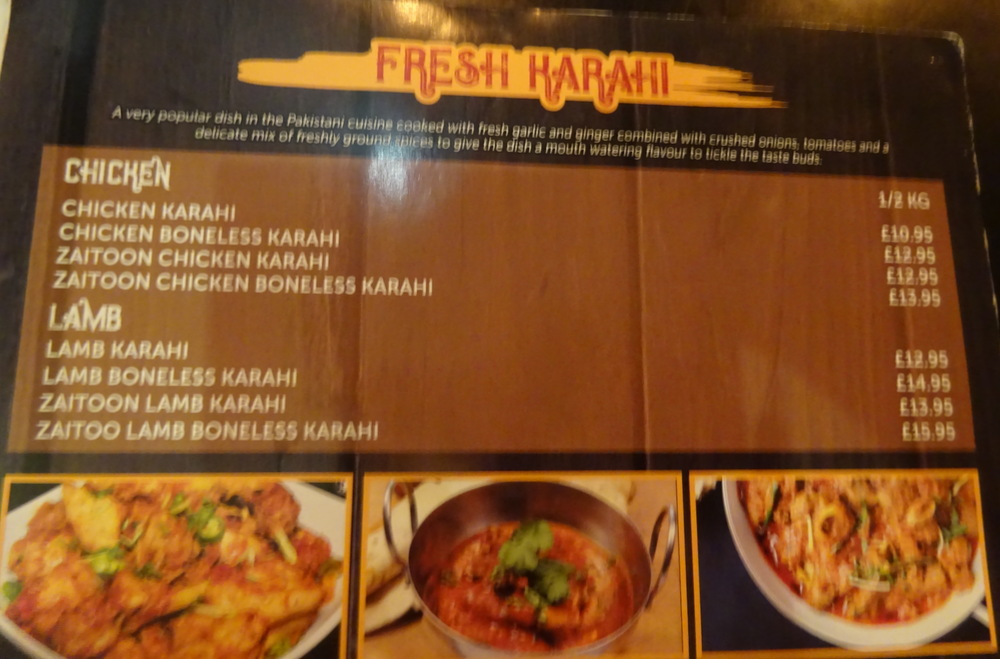 FRESH KARAHI
A very popular dish in the Pakistani cuisine cooked with fresh garlic and ginger combined with crushed onions, tomatoes and a
delicate mix of freshly ground spices to give the dish a mouth watering flavour to tickle the taste buds.
CHICKEN 1/2 KG
CHICKEN KARAHI £10.95
CHICKEN BONELESS KARAHI £12.95
ZAITOON CHICKEN KARAHI £12.95
ZAITOON CHICKEN BONELESS KARAHI £13.95
LAMB
LAMB KARAHI £12.95
LAMB BONELESS KARAHI £14.95
ZAITOON LAMB KARAHI £13.95
ZAITOO LAMB BONELESS KARAHI £15.95